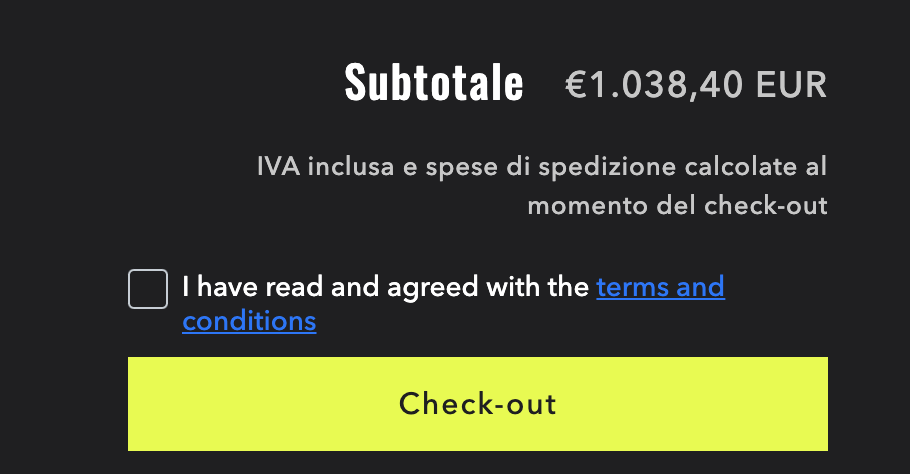 Subtotale €1.038,40 EUR
IVA inclusa e spese di spedizione calcolate al
momento del check-out
I have read and agreed with the terms and
conditions
Check-out